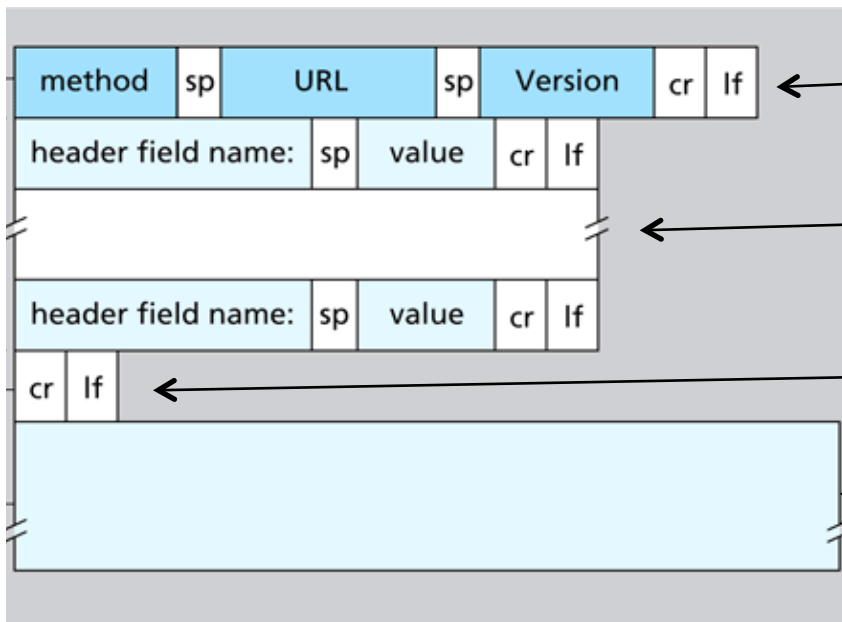 method sp URL sp Version cr lf
header field name: sp value cr lf
header field name: sp value cr lf
cr lf